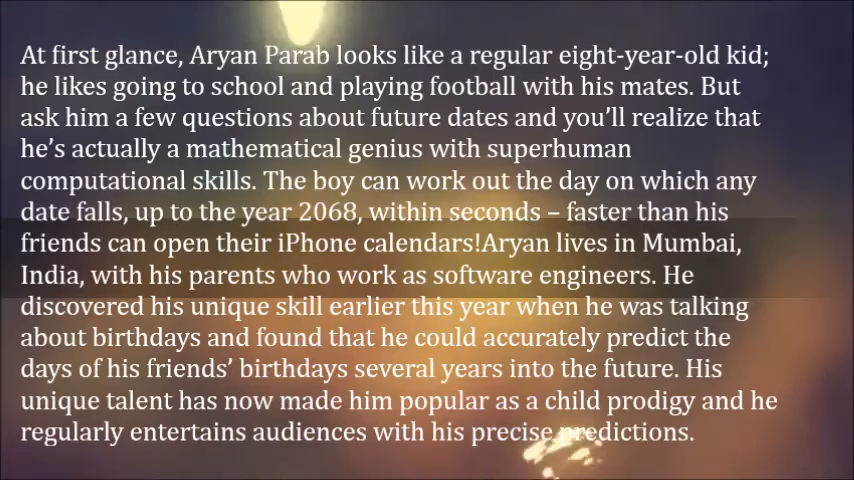 At first glance, Aryan Parab looks like a regular eight-year-old kid;
he likes going to school and playing football with his mates. But
ask him a few questions about future dates and you’ll realize that
he’s actually a mathematical genius with superhuman
computational skills. The boy can work out the day on which any
date falls, up to the year 2068, within seconds – faster than his
friends can open their iPhone calendars!Aryan lives in Mumbai,
India, with his parents who work as software engineers. He
discovered his unique skill earlier this year when he was talking
about birthdays and found that he could accurately predict the
days of his friends’ birthdays several years into the future. His
unique talent has now made him popular as a child prodigy and he
regularly entertains audiences with his precise predictions.